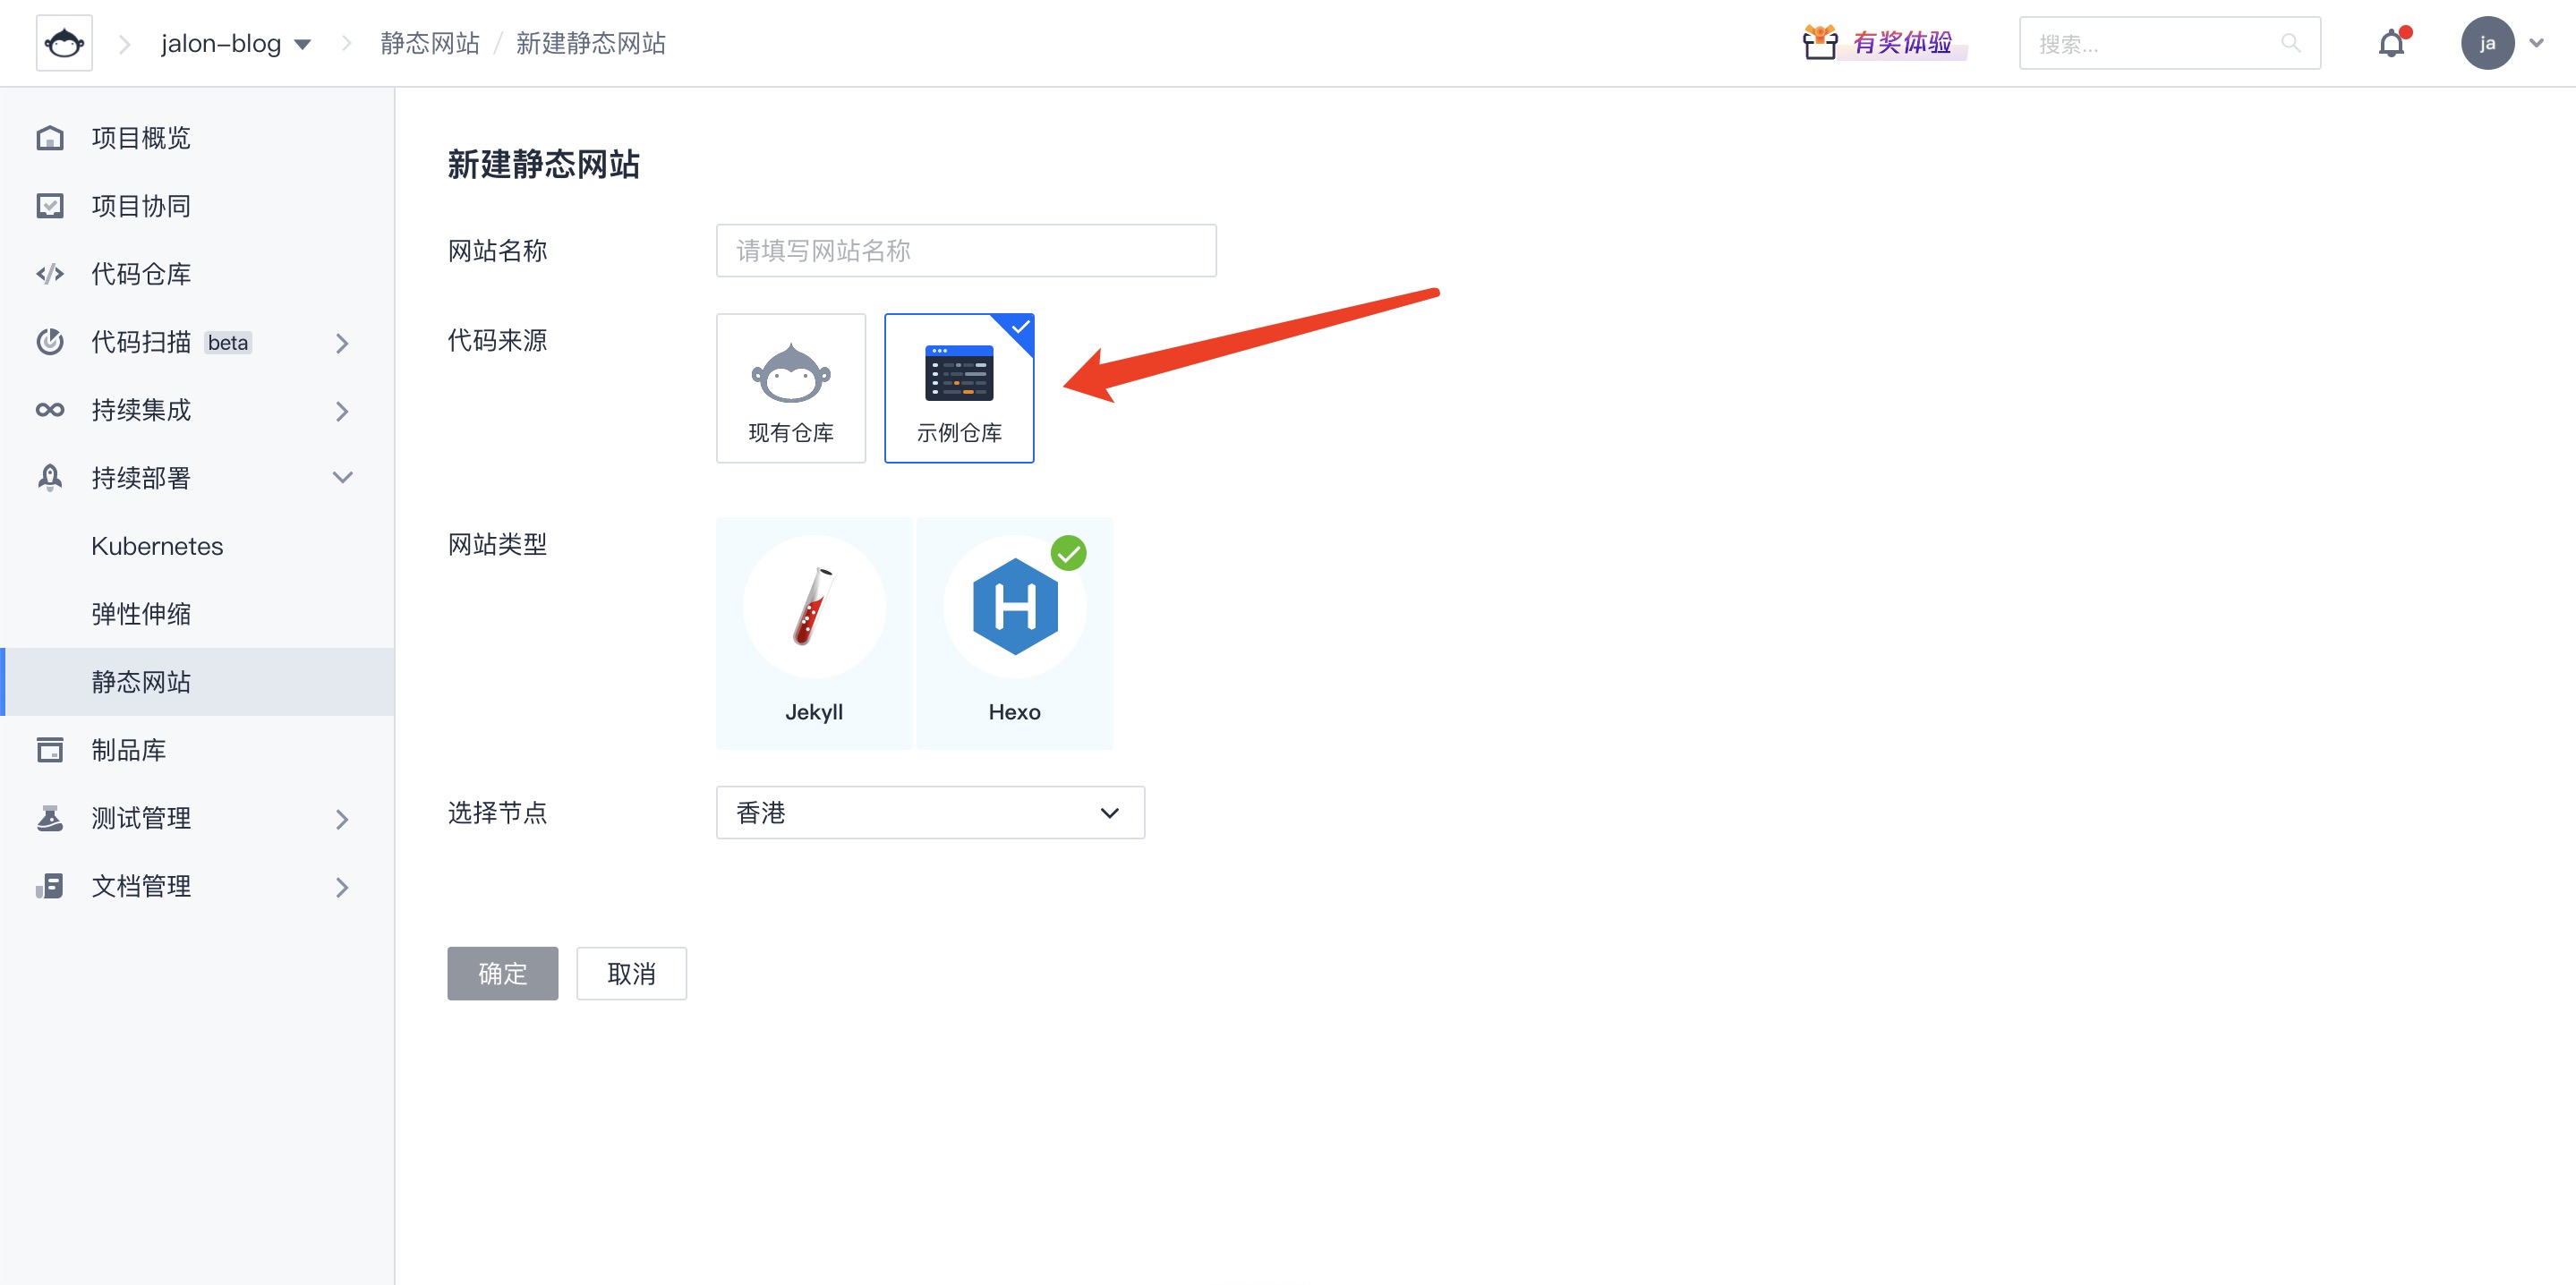 jalon-blog
静态网站 / 新建静态网站
有奖体验
搜索...
ja
项目概览
项目协同
代码仓库
代码扫描 beta
持续集成
持续部署
Kubernetes
弹性伸缩
静态网站
制品库
测试管理
文档管理
新建静态网站
网站名称
请填写网站名称
代码来源
现有仓库
示例仓库
网站类型
Jekyll
Hexo
选择节点
香港
确定
取消